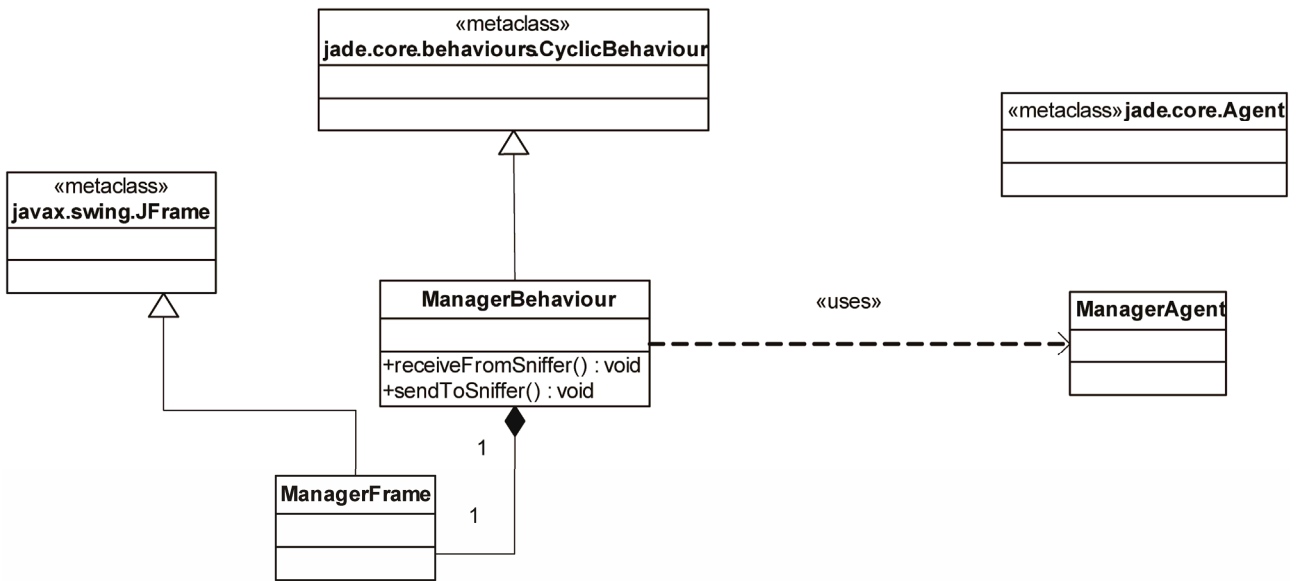 «metaclass»
jade.core.behaviours.CyclicBehaviour
«metaclass» jade.core.Agent
«metaclass»
javax.swing.JFrame
ManagerBehaviour
+receiveFromSniffer() : void
+sendToSniffer() : void
«uses»
ManagerAgent
1
ManagerFrame
1